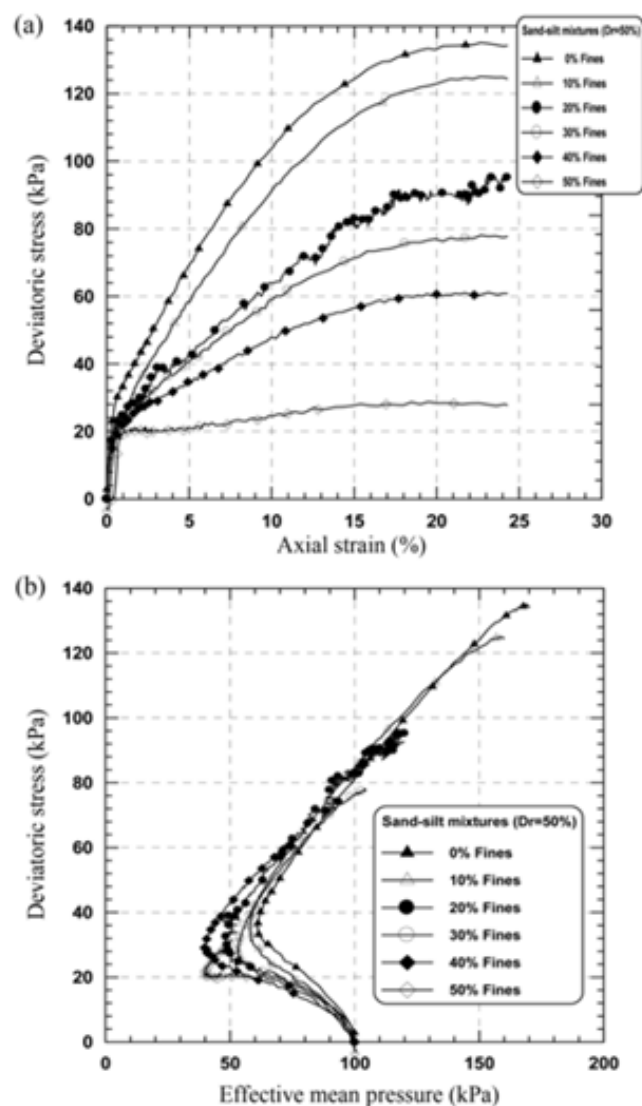 (a)
140
120
100
80
60
40
20
0
Deviatoric stress (kPa)
0 5 10 15 20 25 30
Axial strain (%)
Sand-silt mixtures (Dr=50%)
0% Fines
10% Fines
20% Fines
30% Fines
40% Fines
50% Fines
(b)
140
120
100
80
60
40
20
0
Deviatoric stress (kPa)
0 50 100 150 200
Effective mean pressure (kPa)
Sand-silt mixtures (Dr=50%)
0% Fines
10% Fines
20% Fines
30% Fines
40% Fines
50% Fines